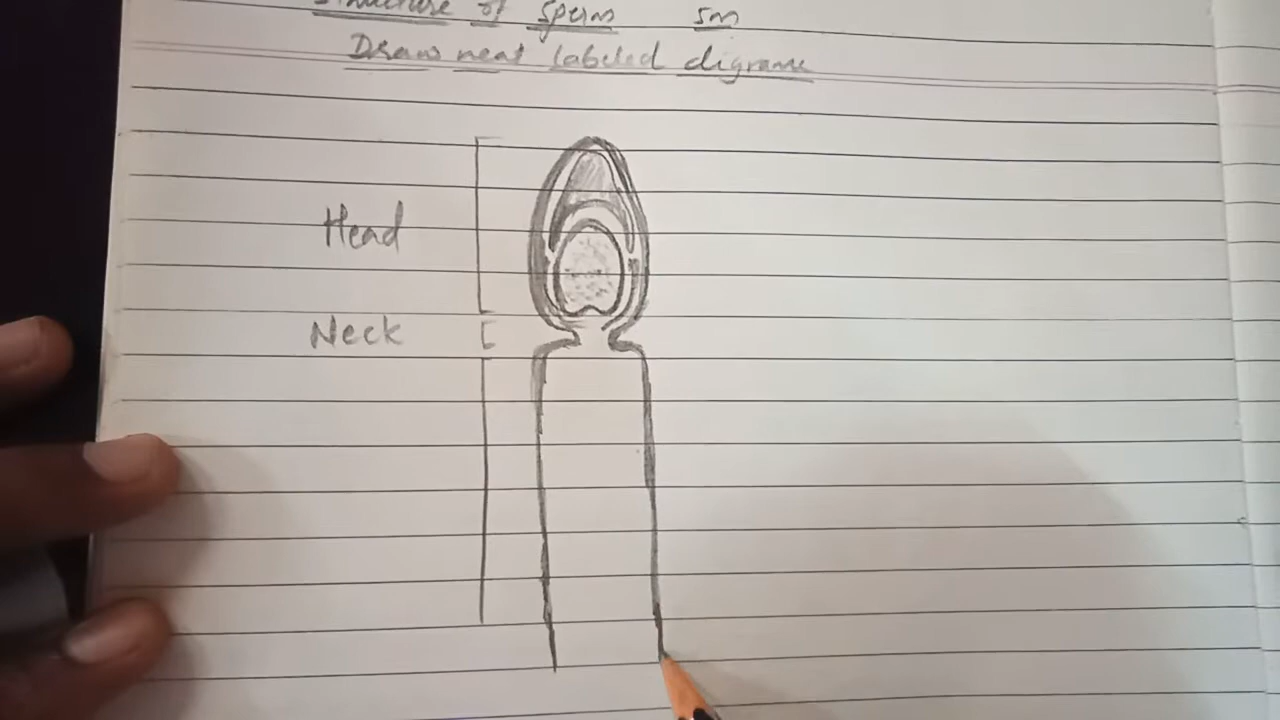 Structure of Sperm 5m
Draw neat labeled digrame
Head
Neck